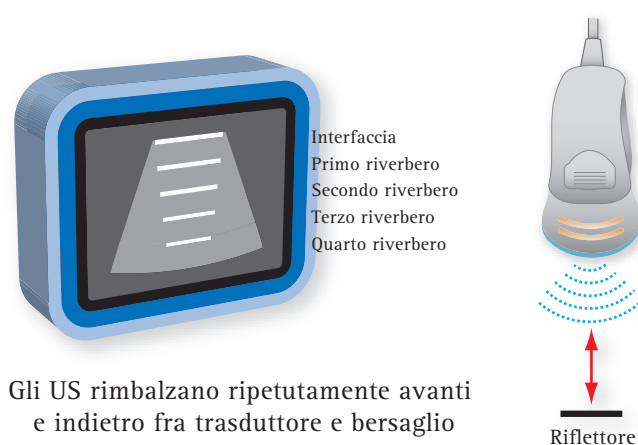 Interfaccia
Primo riverbero
Secondo riverbero
Terzo riverbero
Quarto riverbero
Gli US rimbalzano ripetutamente avanti
e indietro fra trasduttore e bersaglio
Riflettore